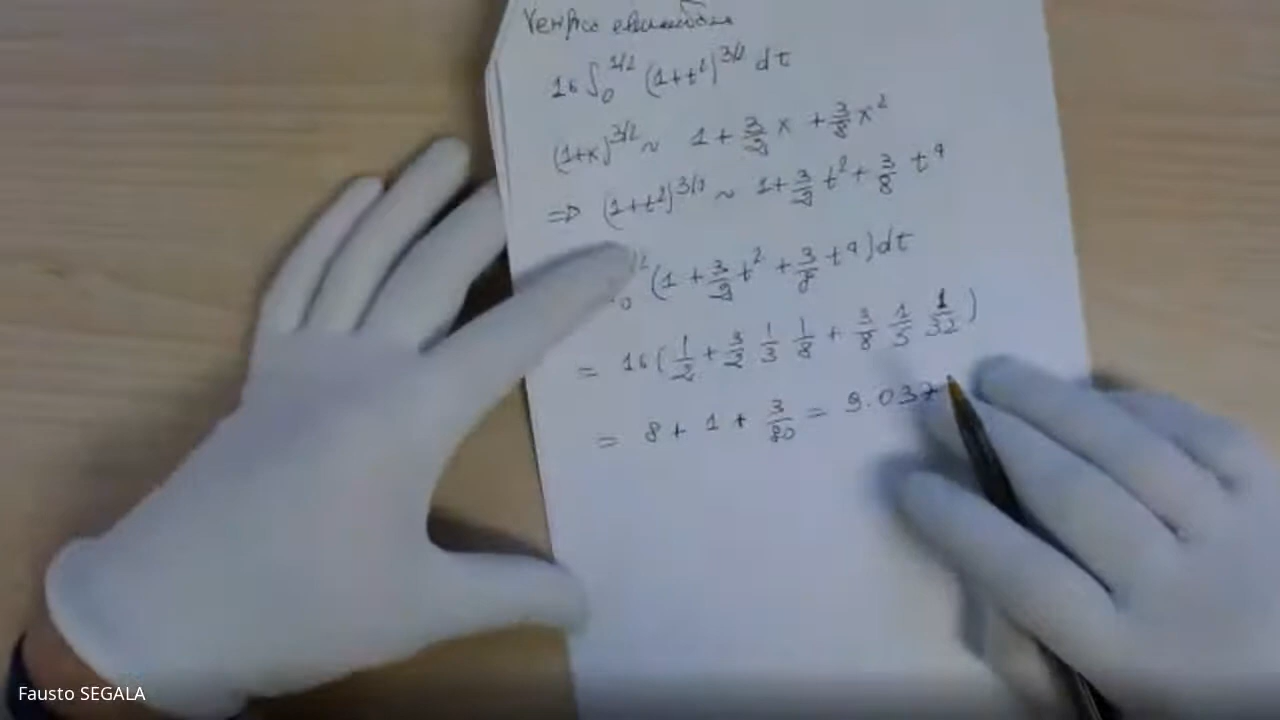 Verifica
16 ∫₀^{1/2} (1+t²)^{3/2} dt
(1+x)^{3/2} ~ 1 + 3/2 x + 3/8 x²
=> (1+t²)^{3/2} ~ 1 + 3/2 t² + 3/8 t⁴
₀ (1 + 3/2 t² + 3/8 t⁴) dt
= 16 ( 1/2 + 3/2 1/3 1/8 + 3/8 1/5 1/32 )
= 8 + 1 + 3/80 = 9.037
Fausto SEGALA